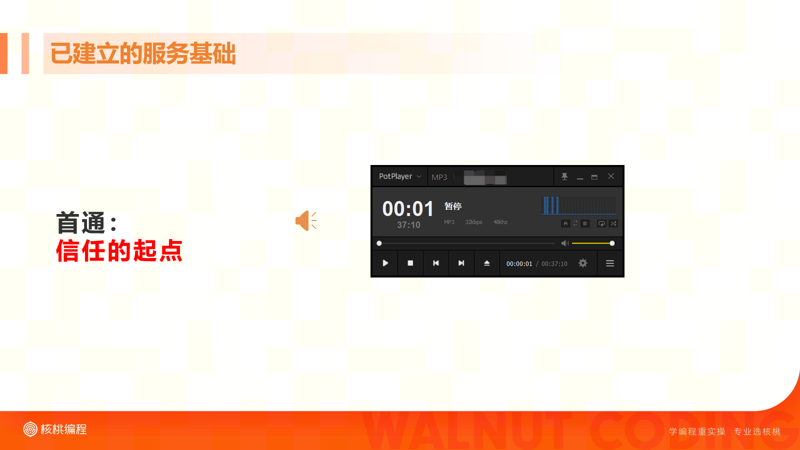 已建立的服务基础
首通：
信任的起点
PotPlayer
MP3
00:01
暂停
37:10
MP3
48khz
00:00:01 / 00:37:10
核桃编程
WALNUT CODING
学编程重实操 专业选核桃